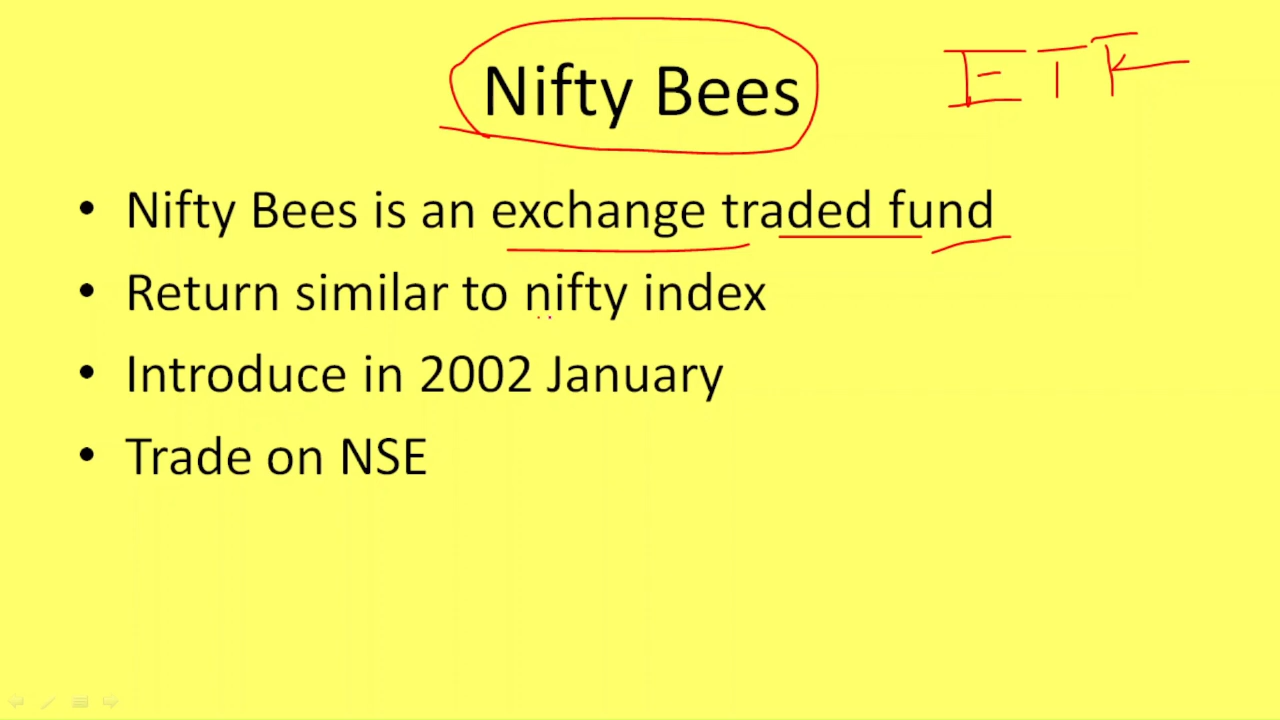 Nifty Bees
ETF
• Nifty Bees is an exchange traded fund
• Return similar to nifty index
• Introduce in 2002 January
• Trade on NSE